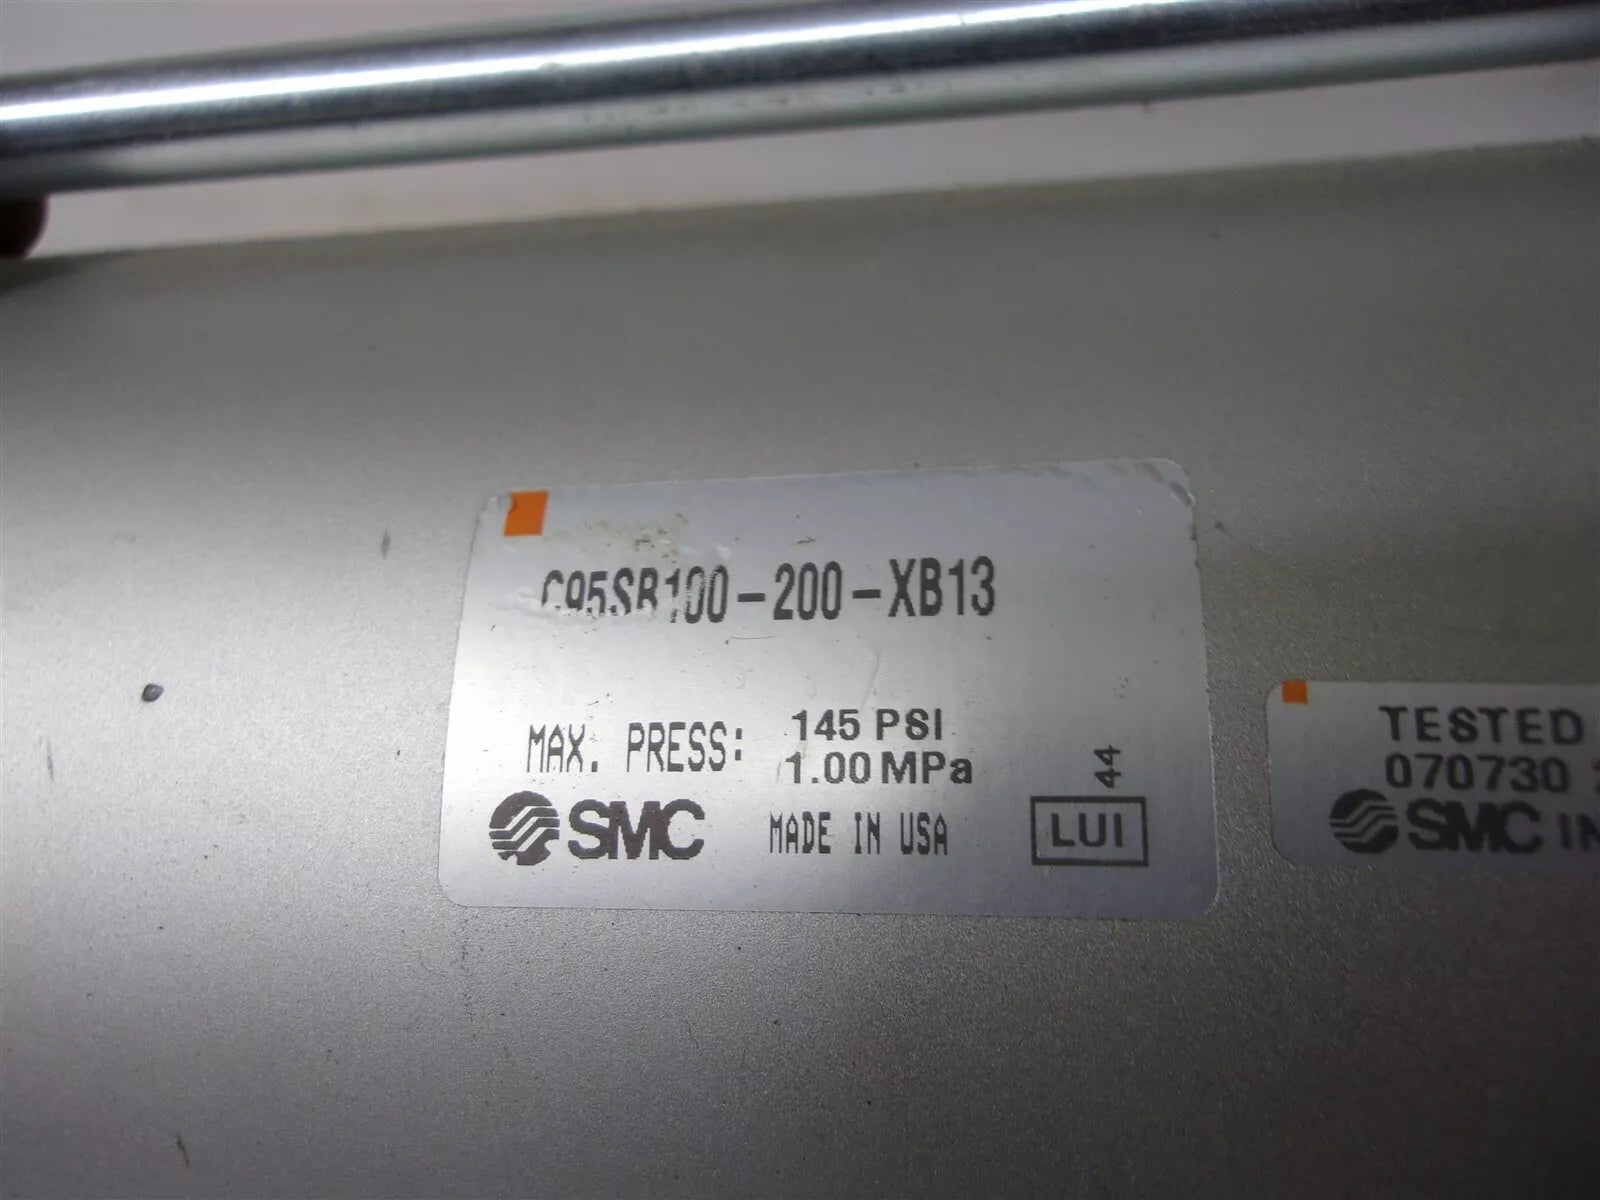 C95SB100-200-XB13
MAX. PRESS: 145 PSI
1.00 MPa
44
SMC MADE IN USA LUI
TESTED
070730
SMC